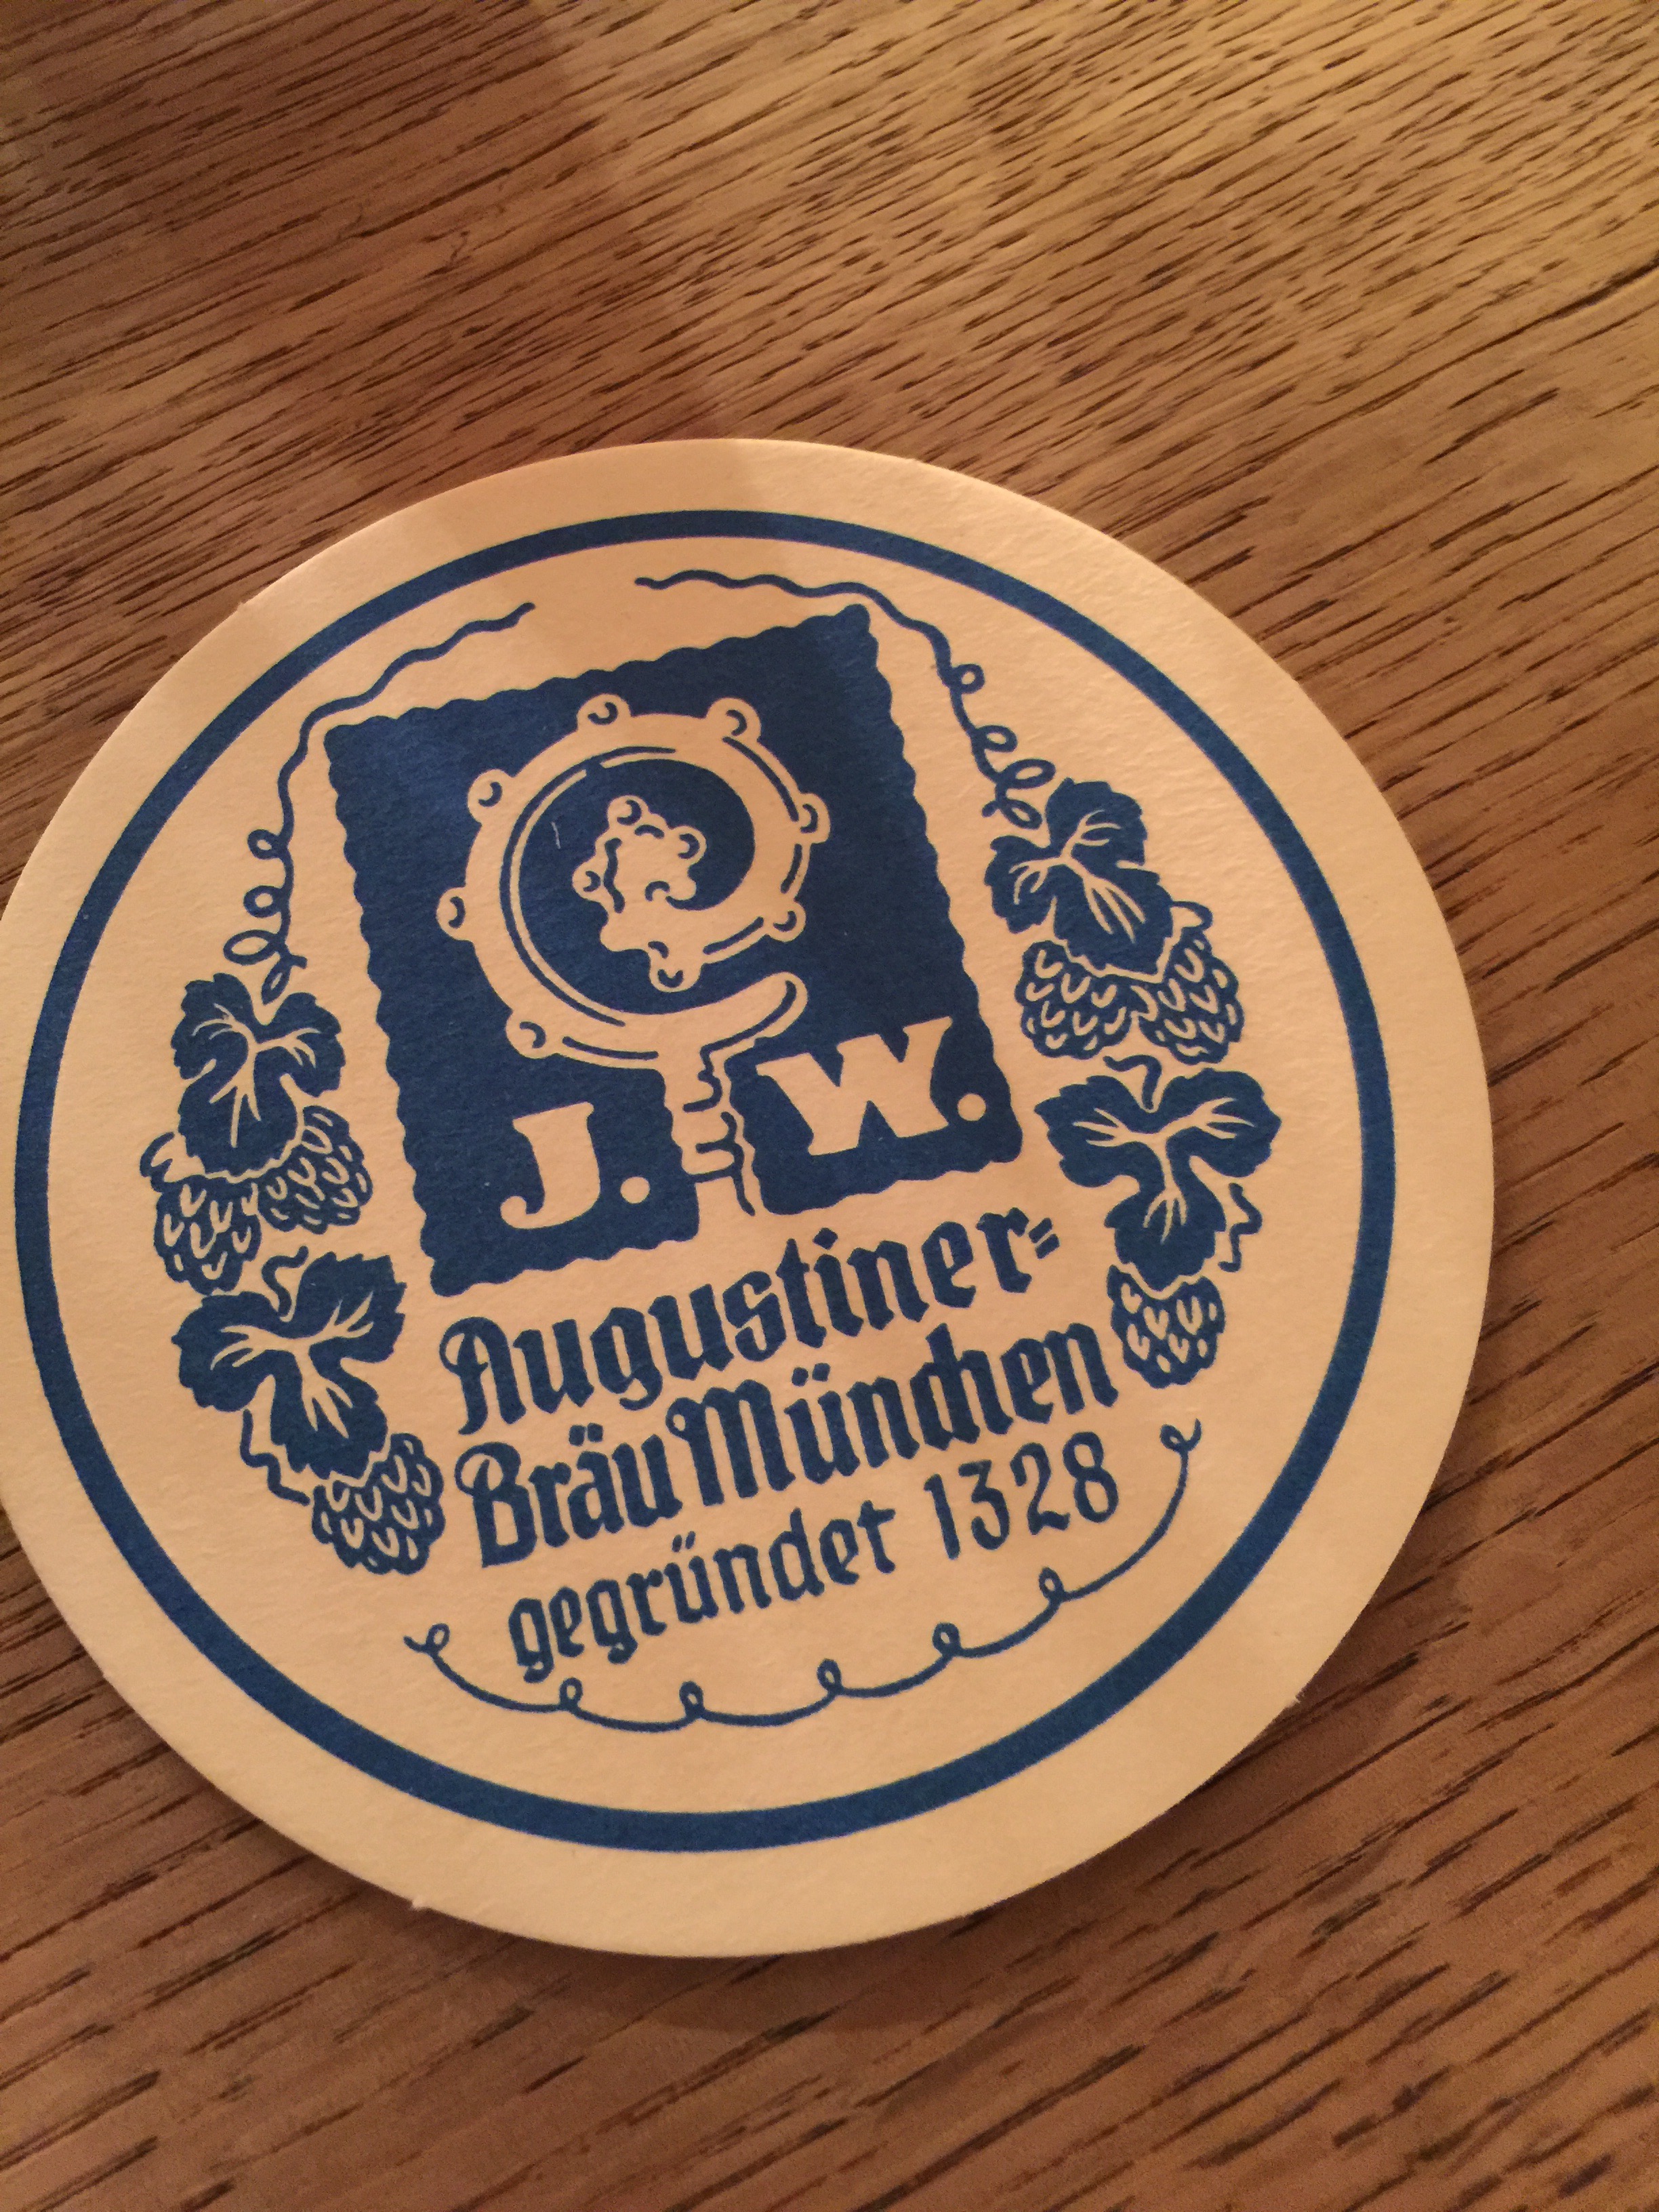 J. W.
Augustiner=
Bräu München
gegründet 1328